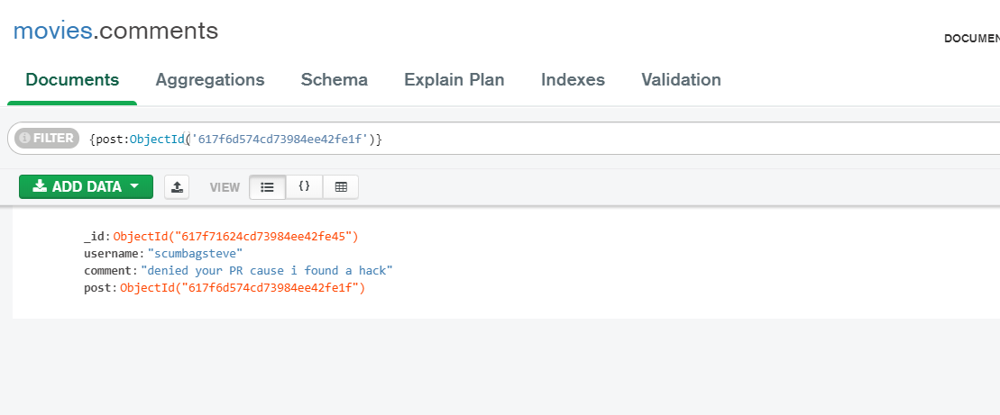 movies.comments
DOCUMEN
Documents Aggregations Schema Explain Plan Indexes Validation
FILTER {post:ObjectId('617f6d574cd73984ee42fe1f')}
ADD DATA VIEW {}
_id:ObjectId("617f71624cd73984ee42fe45")
username:"scumbagsteve"
comment:"denied your PR cause i found a hack"
post:ObjectId("617f6d574cd73984ee42fe1f")